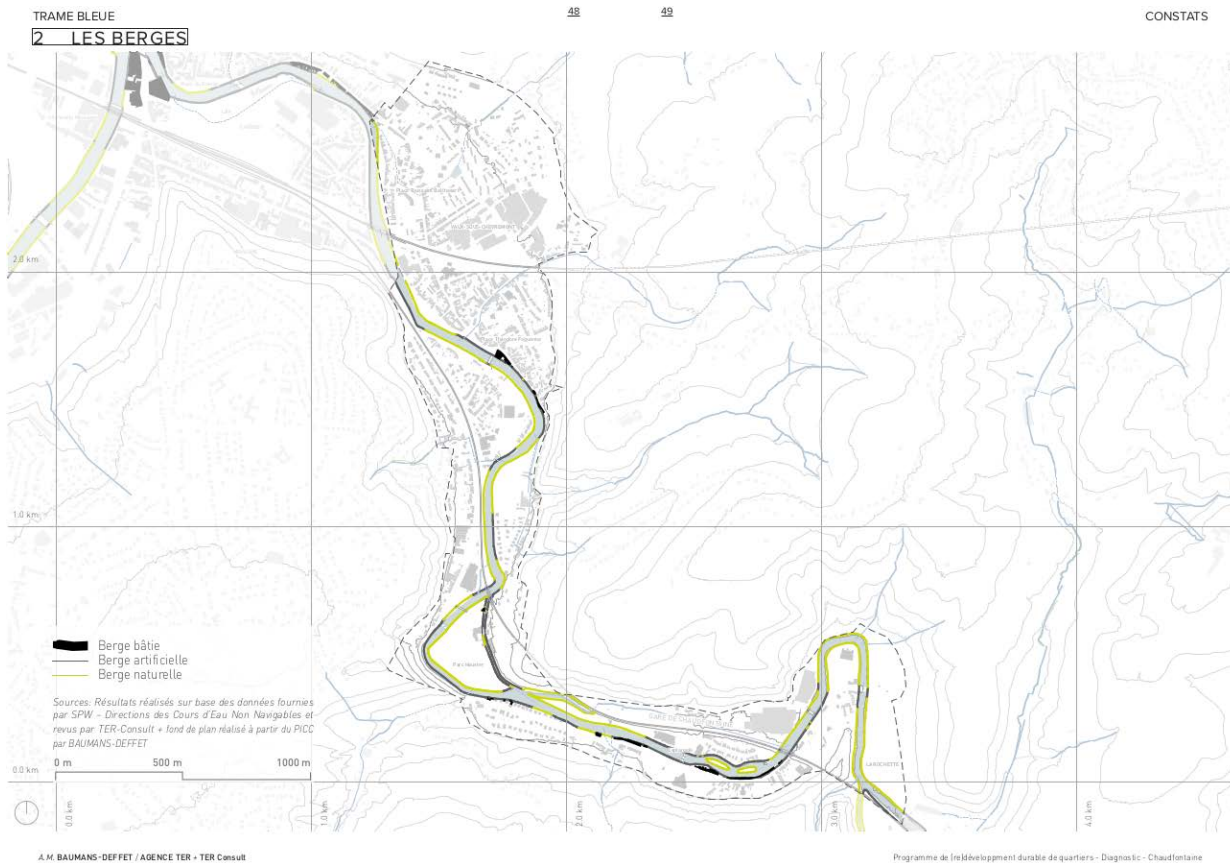 TRAME BLEUE
48
49
CONSTATS
2 LES BERGES
2.0 km
1.0 km
Parc Hauster
Berge bâtie
Berge artificielle
Berge naturelle
Sources: Résultats réalisés sur base des données fournies
par SPW - Directions des Cours d'Eau Non Navigables et
revus par TER-Consult + fond de plan réalisé à partir du PICC
par BAUMANS-DEFFET
0 m
500 m
1000 m
0.0 km
LA ROCHETTE
0.0 km
1.0 km
2.0 km
3.0 km
4.0 km
A.M. BAUMANS-DEFFET / AGENCE TER + TER Consult
Programme de (re)développement durable de quartiers - Diagnostic - Chaudfontaine